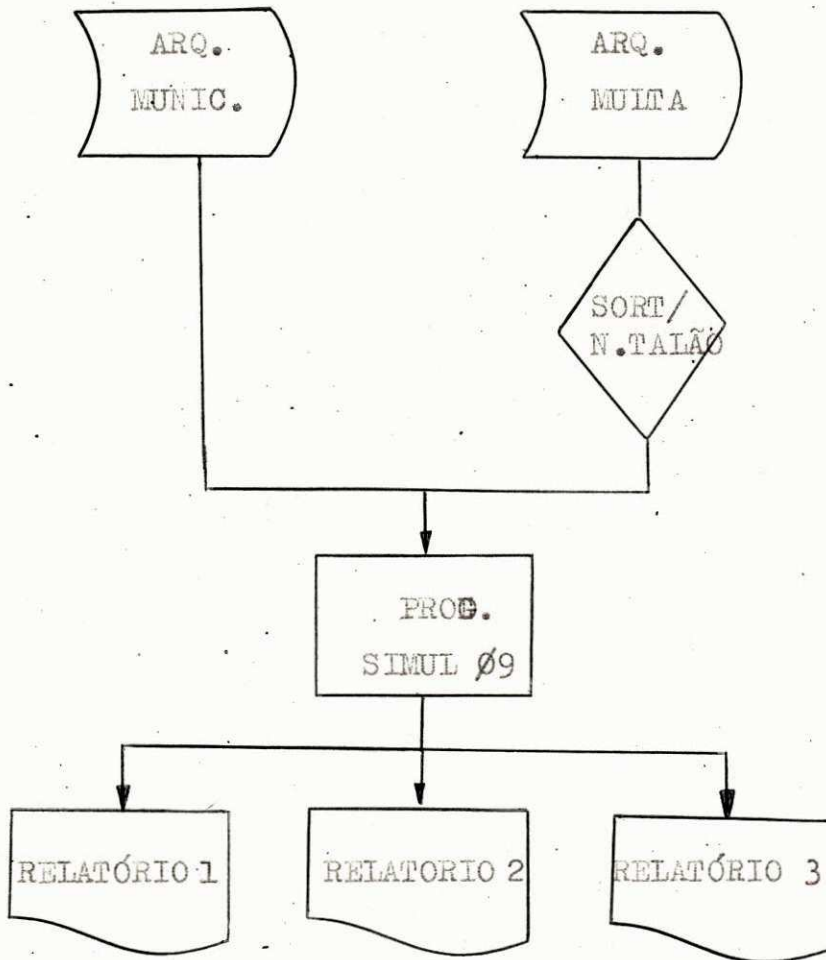 ARQ.
MUNIC.
ARQ.
MULTA
SORT/
N.TALÃO
PROG.
SIMUL Ø9
RELATÓRIO 1
RELATORIO 2
RELATÓRIO 3